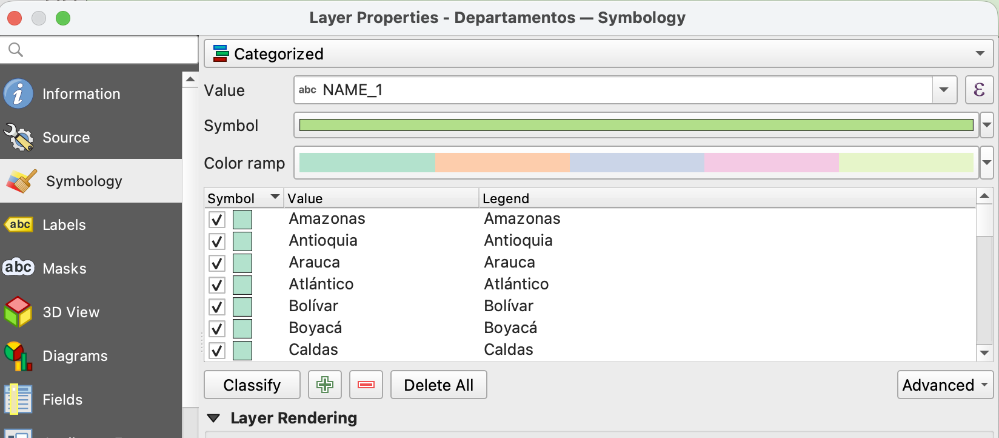 Layer Properties - Departamentos — Symbology
Categorized
Information
Value abc NAME_1 ε
Source
Symbol
Symbology
Color ramp
Symbol Value Legend
abc Labels
Amazonas Amazonas
Antioquia Antioquia
abc Masks
Arauca Arauca
Atlántico Atlántico
3D View
Bolívar Bolívar
Boyacá Boyacá
Diagrams
Caldas Caldas
Classify Delete All Advanced
Fields
Layer Rendering